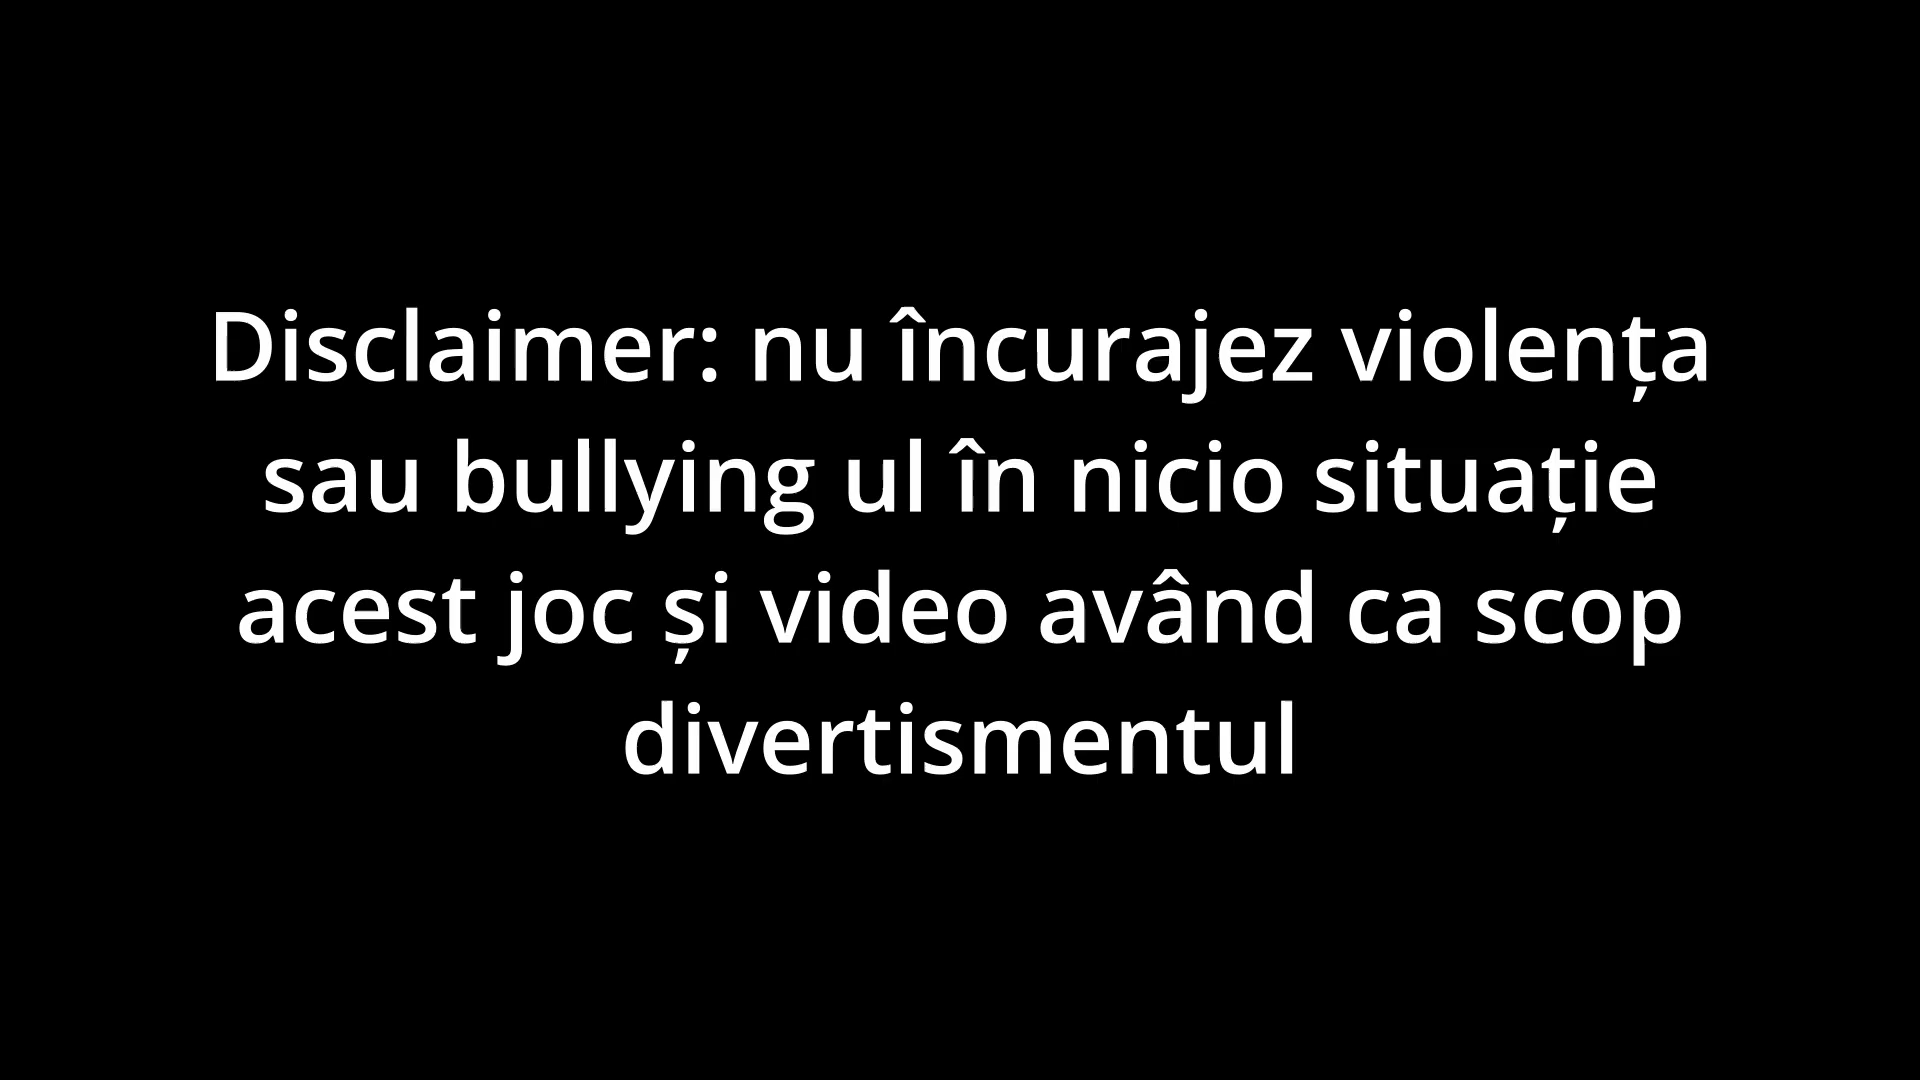 Disclaimer: nu încurajez violența
sau bullying ul în nicio situație
acest joc și video având ca scop
divertismentul